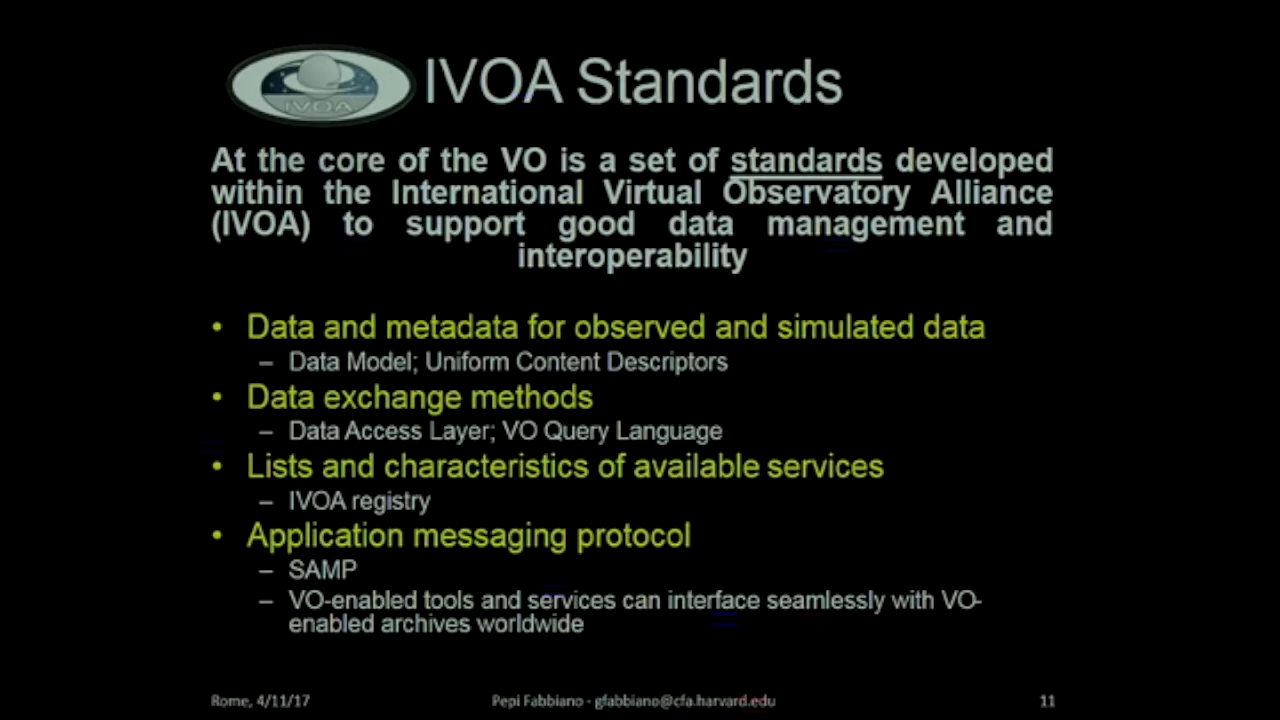 IVOA
IVOA Standards
At the core of the VO is a set of standards developed
within the International Virtual Observatory Alliance
(IVOA) to support good data management and
interoperability
• Data and metadata for observed and simulated data
– Data Model; Uniform Content Descriptors
• Data exchange methods
– Data Access Layer; VO Query Language
• Lists and characteristics of available services
– IVOA registry
• Application messaging protocol
– SAMP
– VO-enabled tools and services can interface seamlessly with VO-
enabled archives worldwide
Rome, 4/11/17 Pepi Fabbiano - gfabbiano@cfa.harvard.edu 11